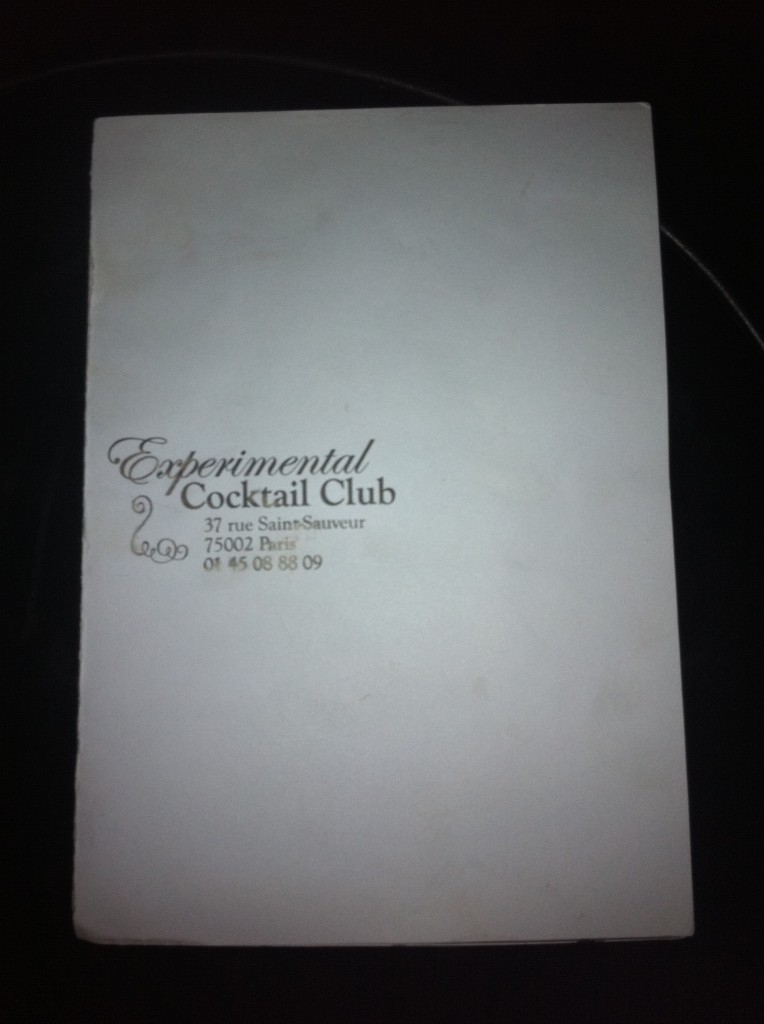 Experimental
Cocktail Club
37 rue Saint-Sauveur
75002 Paris
01 45 08 88 09